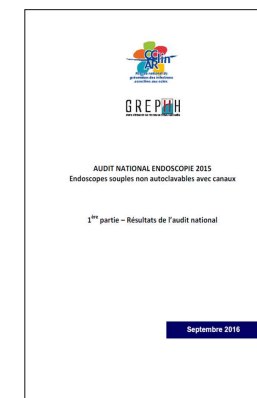 CClin
ARLIN
GREPHH
AUDIT NATIONAL ENDOSCOPIE 2015
Endoscopes souples non autoclavables avec canaux
1ère partie – Résultats de l'audit national
Septembre 2016